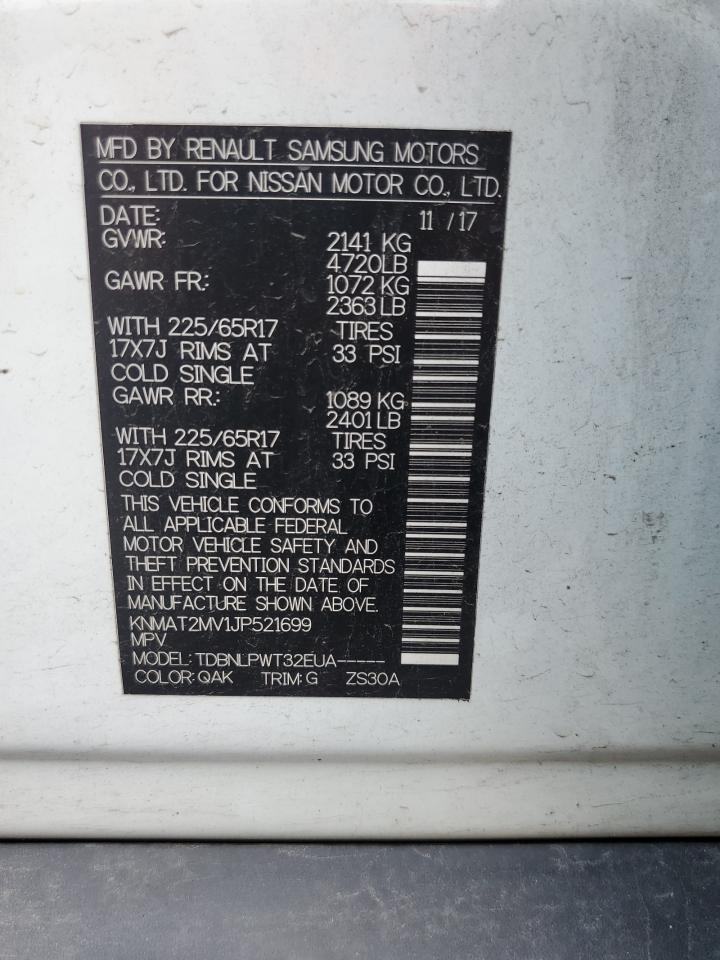 MFD BY RENAULT SAMSUNG MOTORS
CO., LTD. FOR NISSAN MOTOR CO., LTD.
DATE: 11 / 17
GVWR: 2141 KG
4720LB
GAWR FR: 1072 KG
2363 LB
WITH 225/65R17 TIRES
17X7J RIMS AT 33 PSI
COLD SINGLE
GAWR RR: 1089 KG
2401 LB
WITH 225/65R17 TIRES
17X7J RIMS AT 33 PSI
COLD SINGLE
THIS VEHICLE CONFORMS TO
ALL APPLICABLE FEDERAL
MOTOR VEHICLE SAFETY AND
THEFT PREVENTION STANDARDS
IN EFFECT ON THE DATE OF
MANUFACTURE SHOWN ABOVE.
KNMAT2MV1JP521699
MPV
MODEL: TDBNLPWT32EUA-----
COLOR: QAK TRIM: G ZS30A